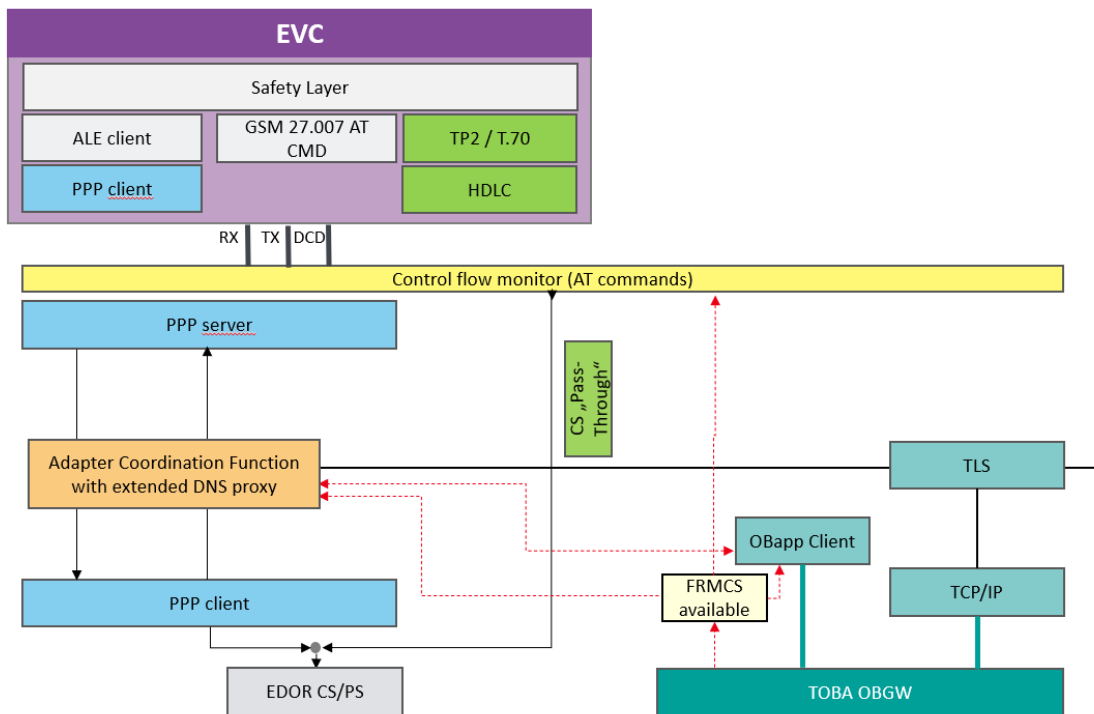 EVC
Safety Layer
ALE client
GSM 27.007 AT
CMD
TP2 / T.70
PPP client
HDLC
RX
TX
DCD
Control flow monitor (AT commands)
PPP server
CS „Pass-
Through“
Adapter Coordination Function
with extended DNS proxy
TLS
OBapp Client
FRMCS
available
TCP/IP
PPP client
EDOR CS/PS
TOBA OBGW